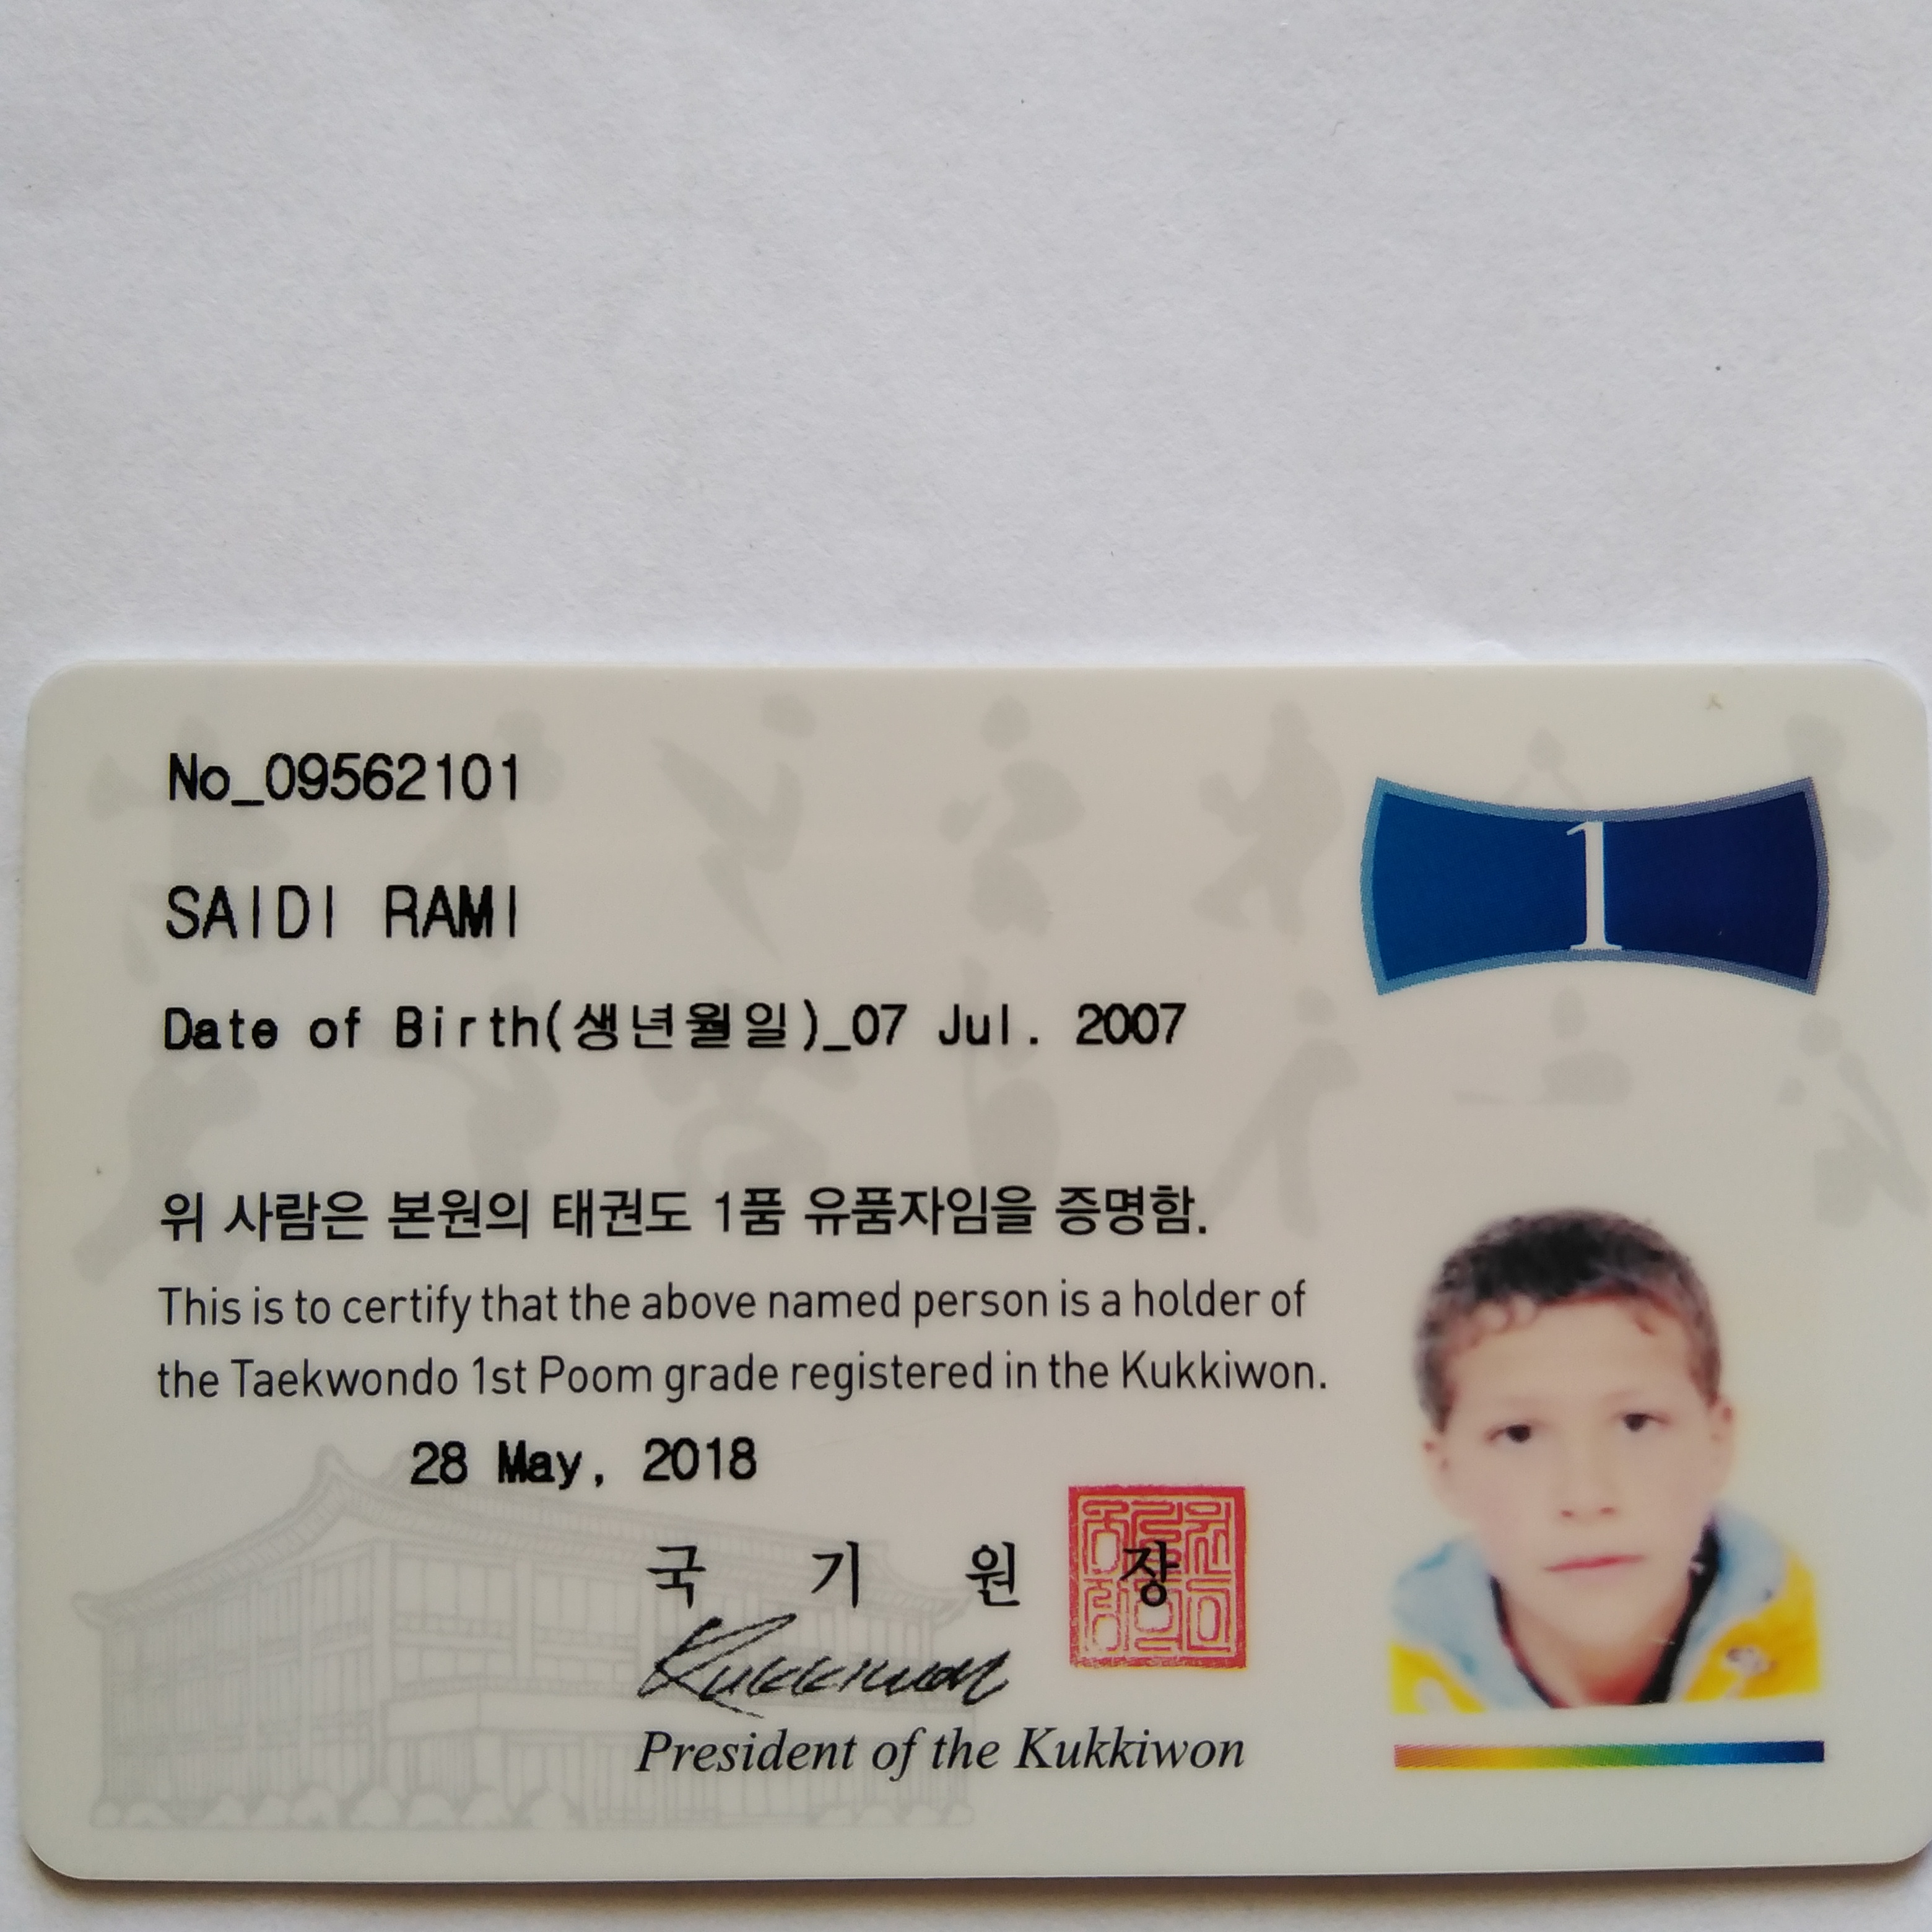 No_09562101
1
SAIDI RAMI
Date of Birth(생년월일)_07 Jul. 2007
위 사람은 본원의 태권도 1품 유품자임을 증명함.
This is to certify that the above named person is a holder of
the Taekwondo 1st Poom grade registered in the Kukkiwon.
28 May, 2018
국 기 원 장
Kukkiwon
President of the Kukkiwon